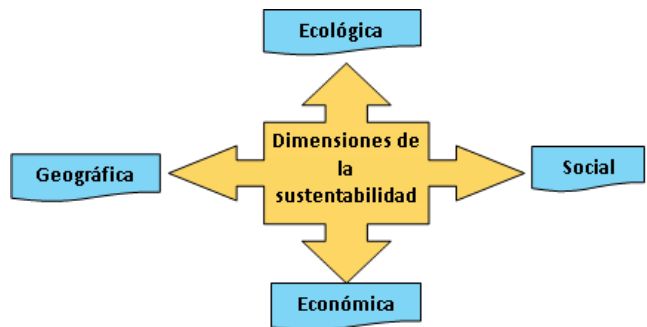 Ecológica
Geográfica
Dimensiones de
la
sustentabilidad
Social
Económica